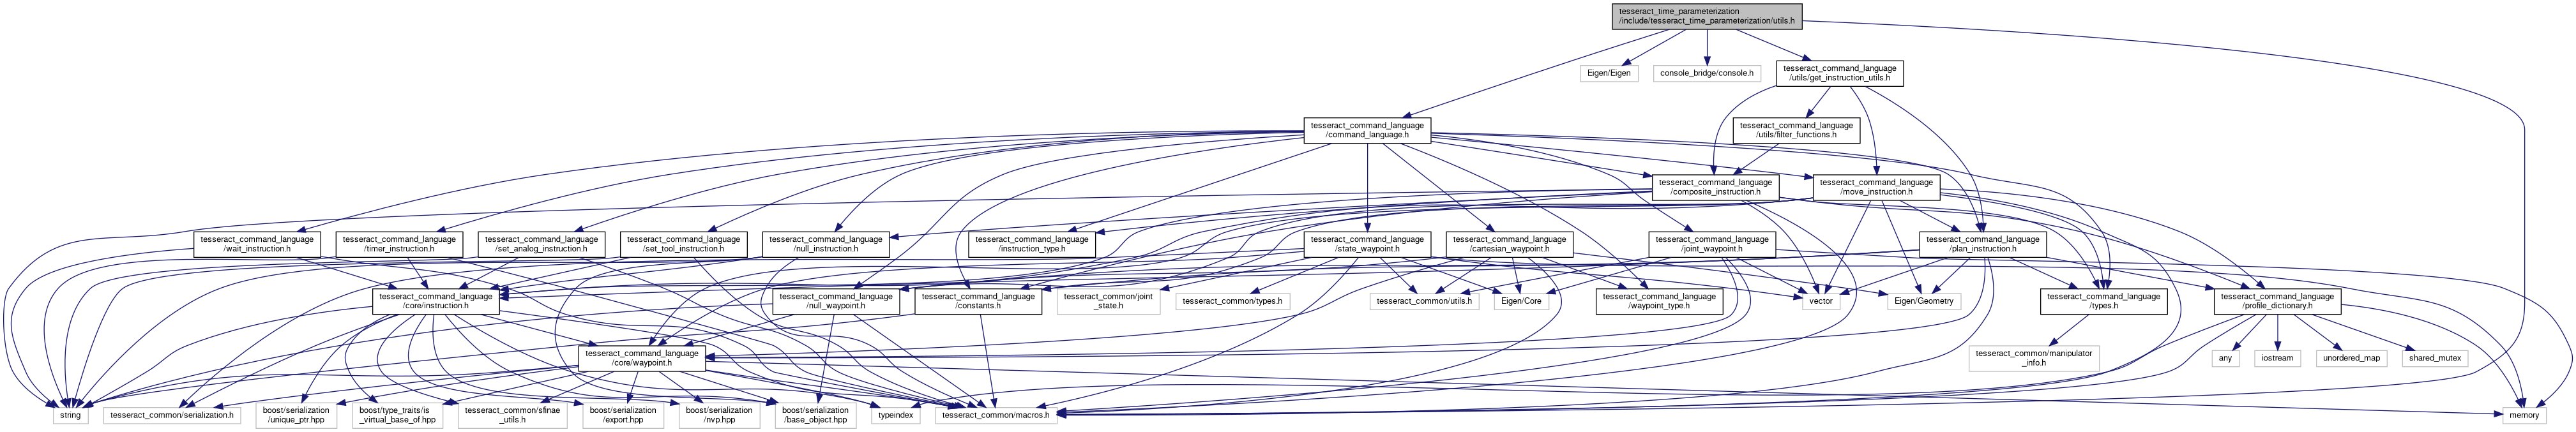 tesseract_time_parameterization
/include/tesseract_time_parameterization/utils.h
Eigen/Eigen
console_bridge/console.h
tesseract_command_language
/utils/get_instruction_utils.h
tesseract_command_language
/command_language.h
tesseract_command_language
/utils/filter_functions.h
tesseract_command_language
/composite_instruction.h
tesseract_command_language
/move_instruction.h
tesseract_command_language
/wait_instruction.h
tesseract_command_language
/timer_instruction.h
tesseract_command_language
/set_analog_instruction.h
tesseract_command_language
/set_tool_instruction.h
tesseract_command_language
/null_instruction.h
tesseract_command_language
/instruction_type.h
tesseract_command_language
/state_waypoint.h
tesseract_command_language
/cartesian_waypoint.h
tesseract_command_language
/joint_waypoint.h
tesseract_command_language
/plan_instruction.h
tesseract_command_language
/core/instruction.h
tesseract_command_language
/null_waypoint.h
tesseract_command_language
/constants.h
tesseract_common/joint
_state.h
tesseract_common/types.h
tesseract_common/utils.h
Eigen/Core
tesseract_command_language
/waypoint_type.h
vector
Eigen/Geometry
tesseract_command_language
/types.h
tesseract_command_language
/profile_dictionary.h
tesseract_command_language
/core/waypoint.h
tesseract_common/manipulator
_info.h
any
iostream
unordered_map
shared_mutex
string
tesseract_common/serialization.h
boost/serialization
/unique_ptr.hpp
boost/type_traits/is
_virtual_base_of.hpp
tesseract_common/sfinae
_utils.h
boost/serialization
/export.hpp
boost/serialization
/nvp.hpp
boost/serialization
/base_object.hpp
typeindex
tesseract_common/macros.h
memory